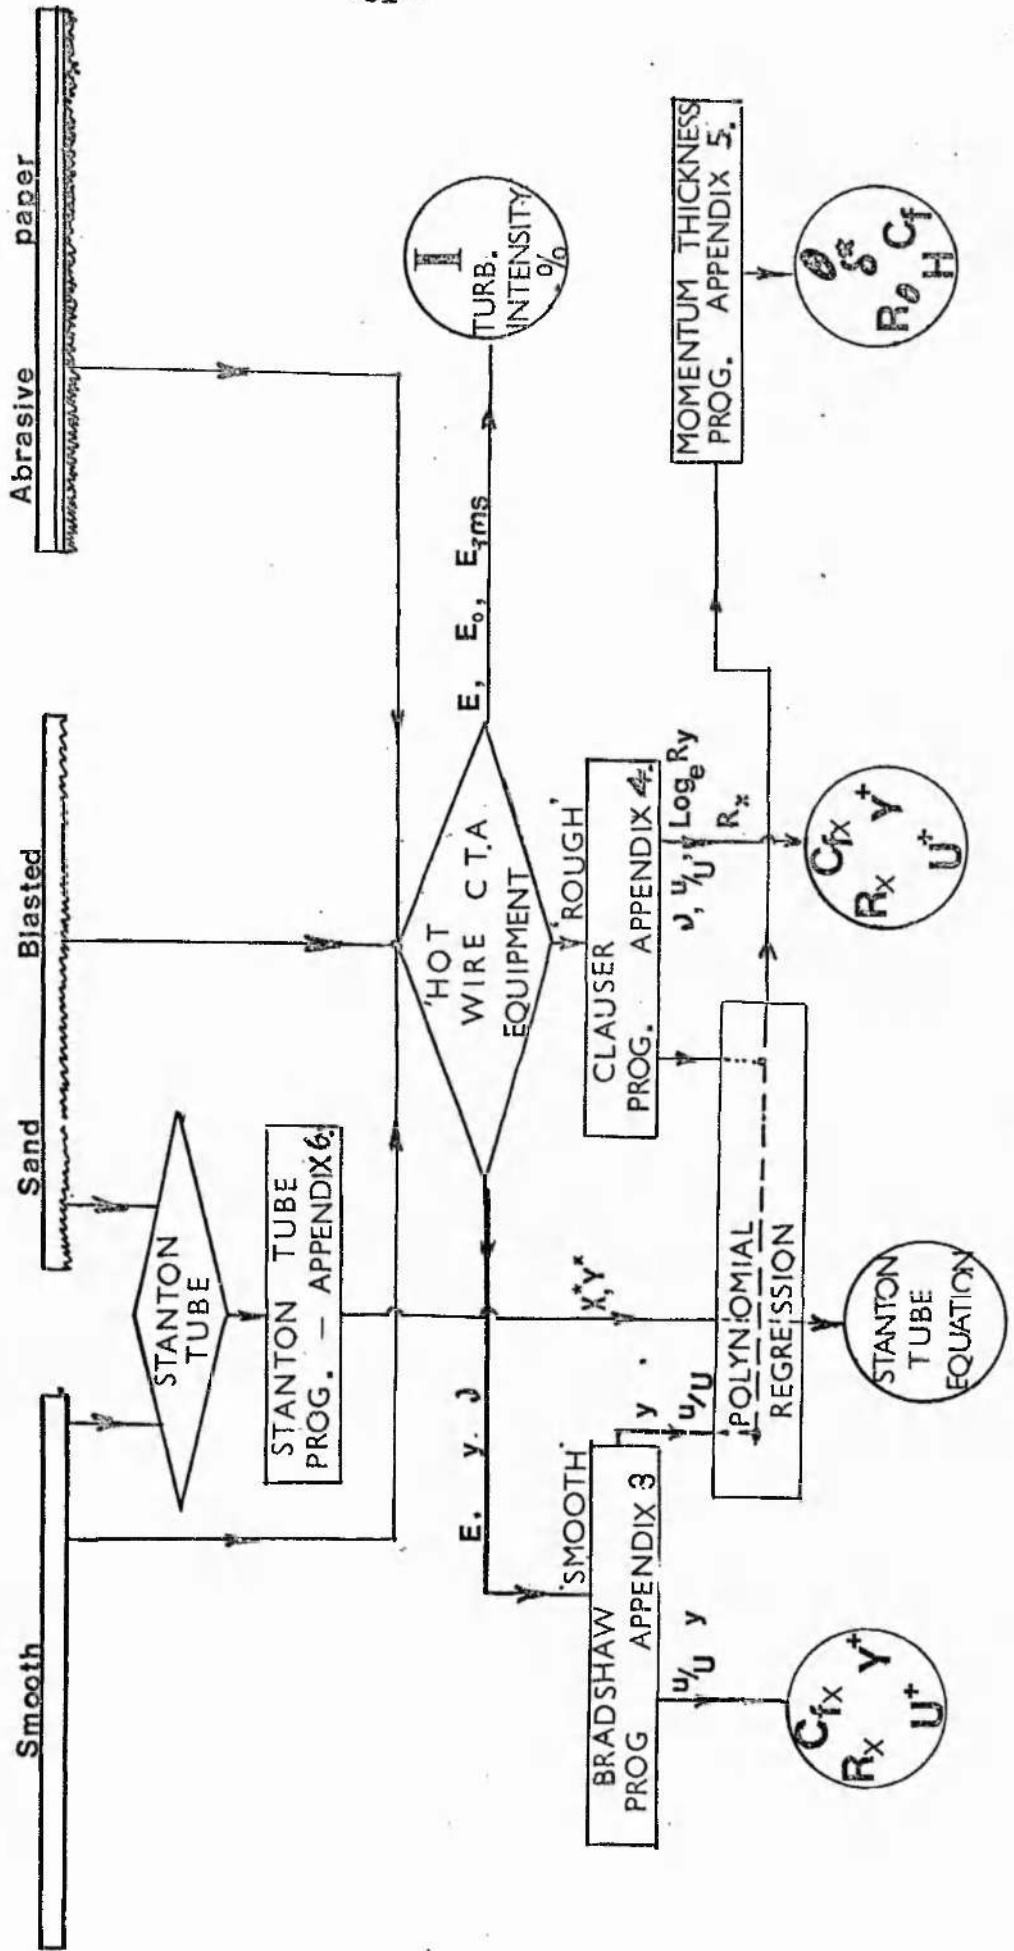 Smooth
Sand Blasted
Abrasive paper
STANTON
TUBE
STANTON TUBE
PROG. – APPENDIX 6.
'HOT
WIRE C T.A
EQUIPMENT
E, E₀, Erms
I
TURB.
INTENSITY
%
E. y. ν
'SMOOTH'
BRADSHAW
PROG APPENDIX 3
u/U y
Cfx
Rx Y⁺
U⁺
y .
u/U
X*, Y*
'ROUGH'
CLAUSER
PROG. APPENDIX 4.
ν, u/U, Logₑ Ry
Rx
POLYNOMIAL
REGRESSION
STANTON
TUBE
EQUATION
Cfx
Rx Y⁺
U⁺
MOMENTUM THICKNESS
PROG. APPENDIX 5.
θ
Rθ δ*
H Cf